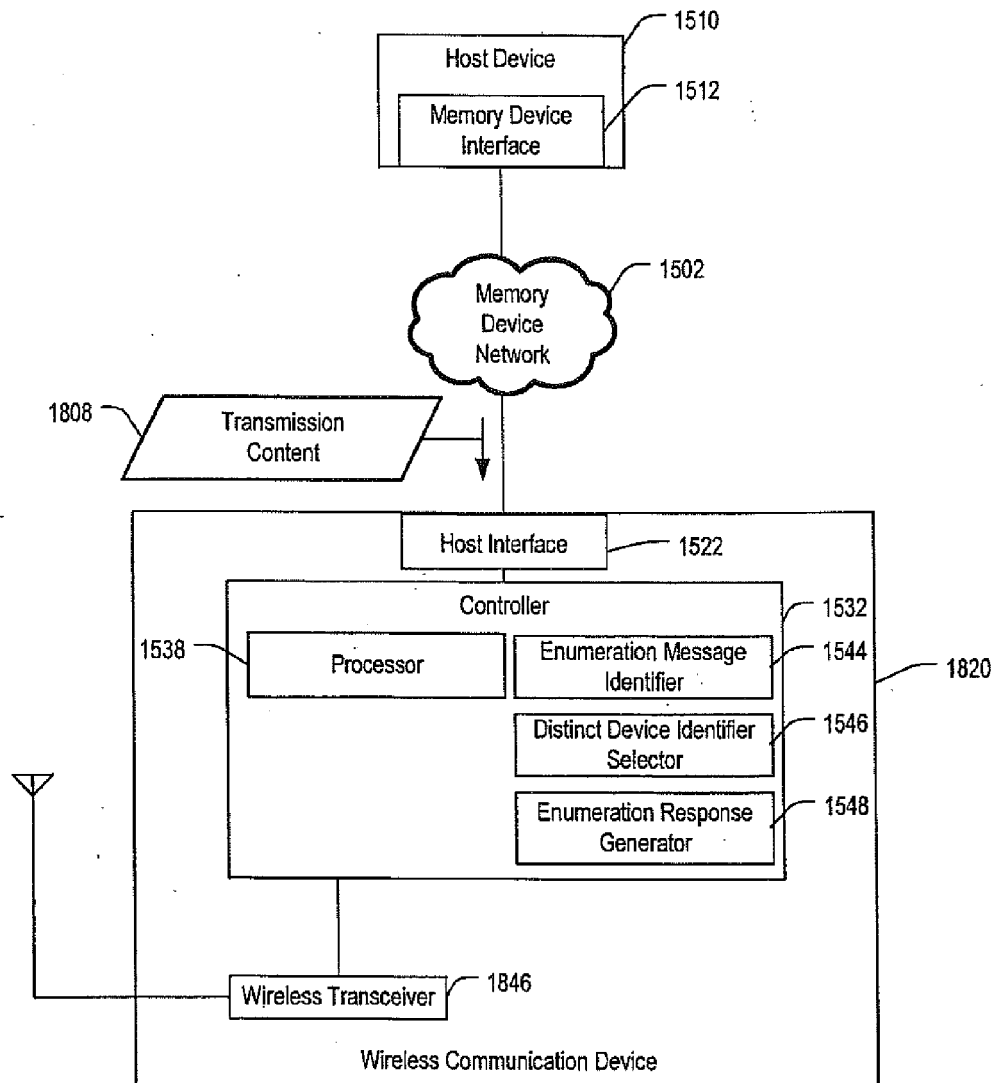 1510
Host Device
1512
Memory Device
Interface
1502
Memory
Device
Network
1808
Transmission
Content
Host Interface
1522
Controller
1532
1538
Processor
Enumeration Message
Identifier
1544
1820
Distinct Device Identifier
Selector
1546
Enumeration Response
Generator
1548
Wireless Transceiver
1846
Wireless Communication Device